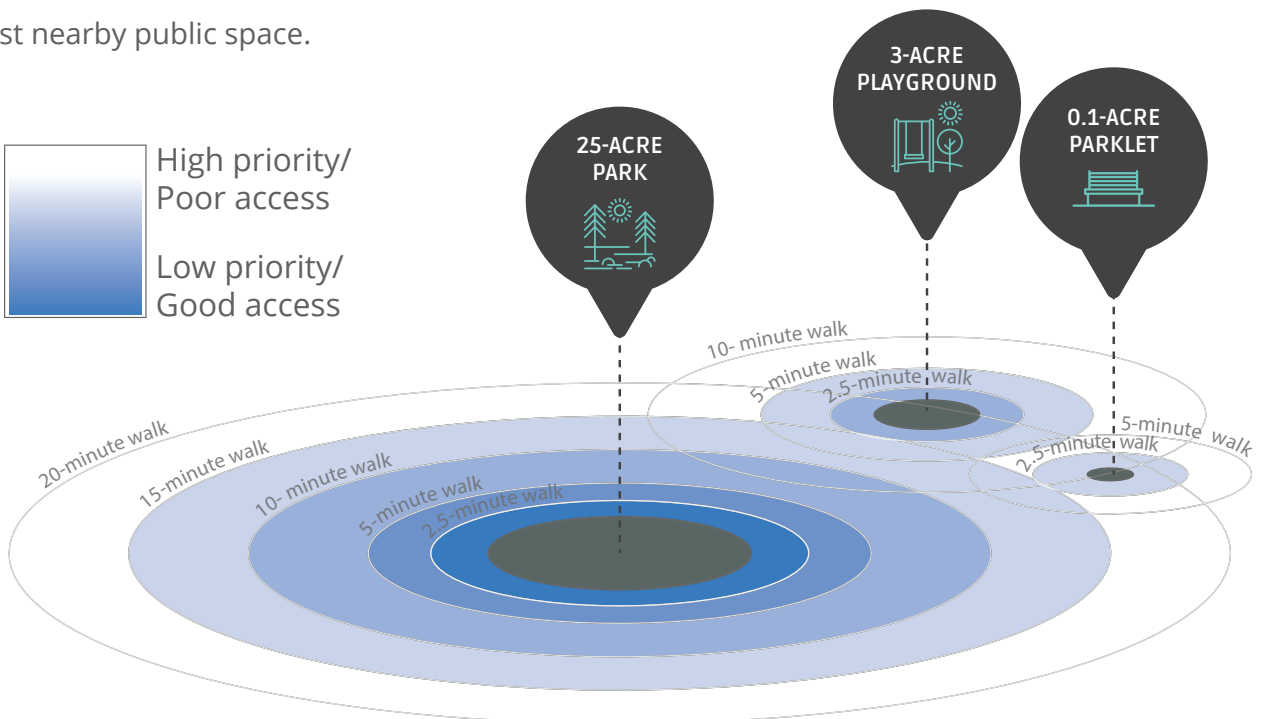 st nearby public space.
High priority/
Poor access
Low priority/
Good access
25-ACRE
PARK
3-ACRE
PLAYGROUND
0.1-ACRE
PARKLET
10- minute walk
5-minute walk
2.5-minute walk
5-minute walk
2.5-minute walk
20-minute walk
15-minute walk
10- minute walk
5-minute walk
2.5-minute walk